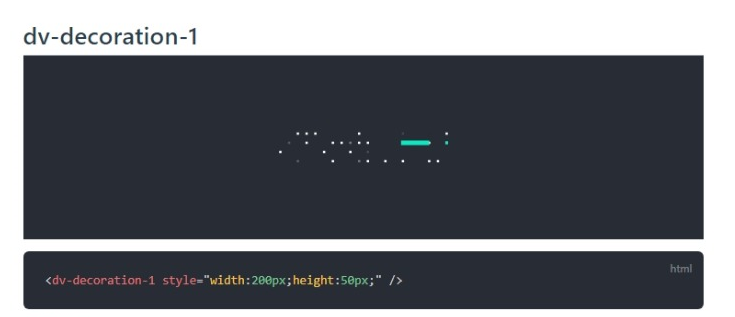 dv-decoration-1
html
<dv-decoration-1 style="width:200px;height:50px;" />